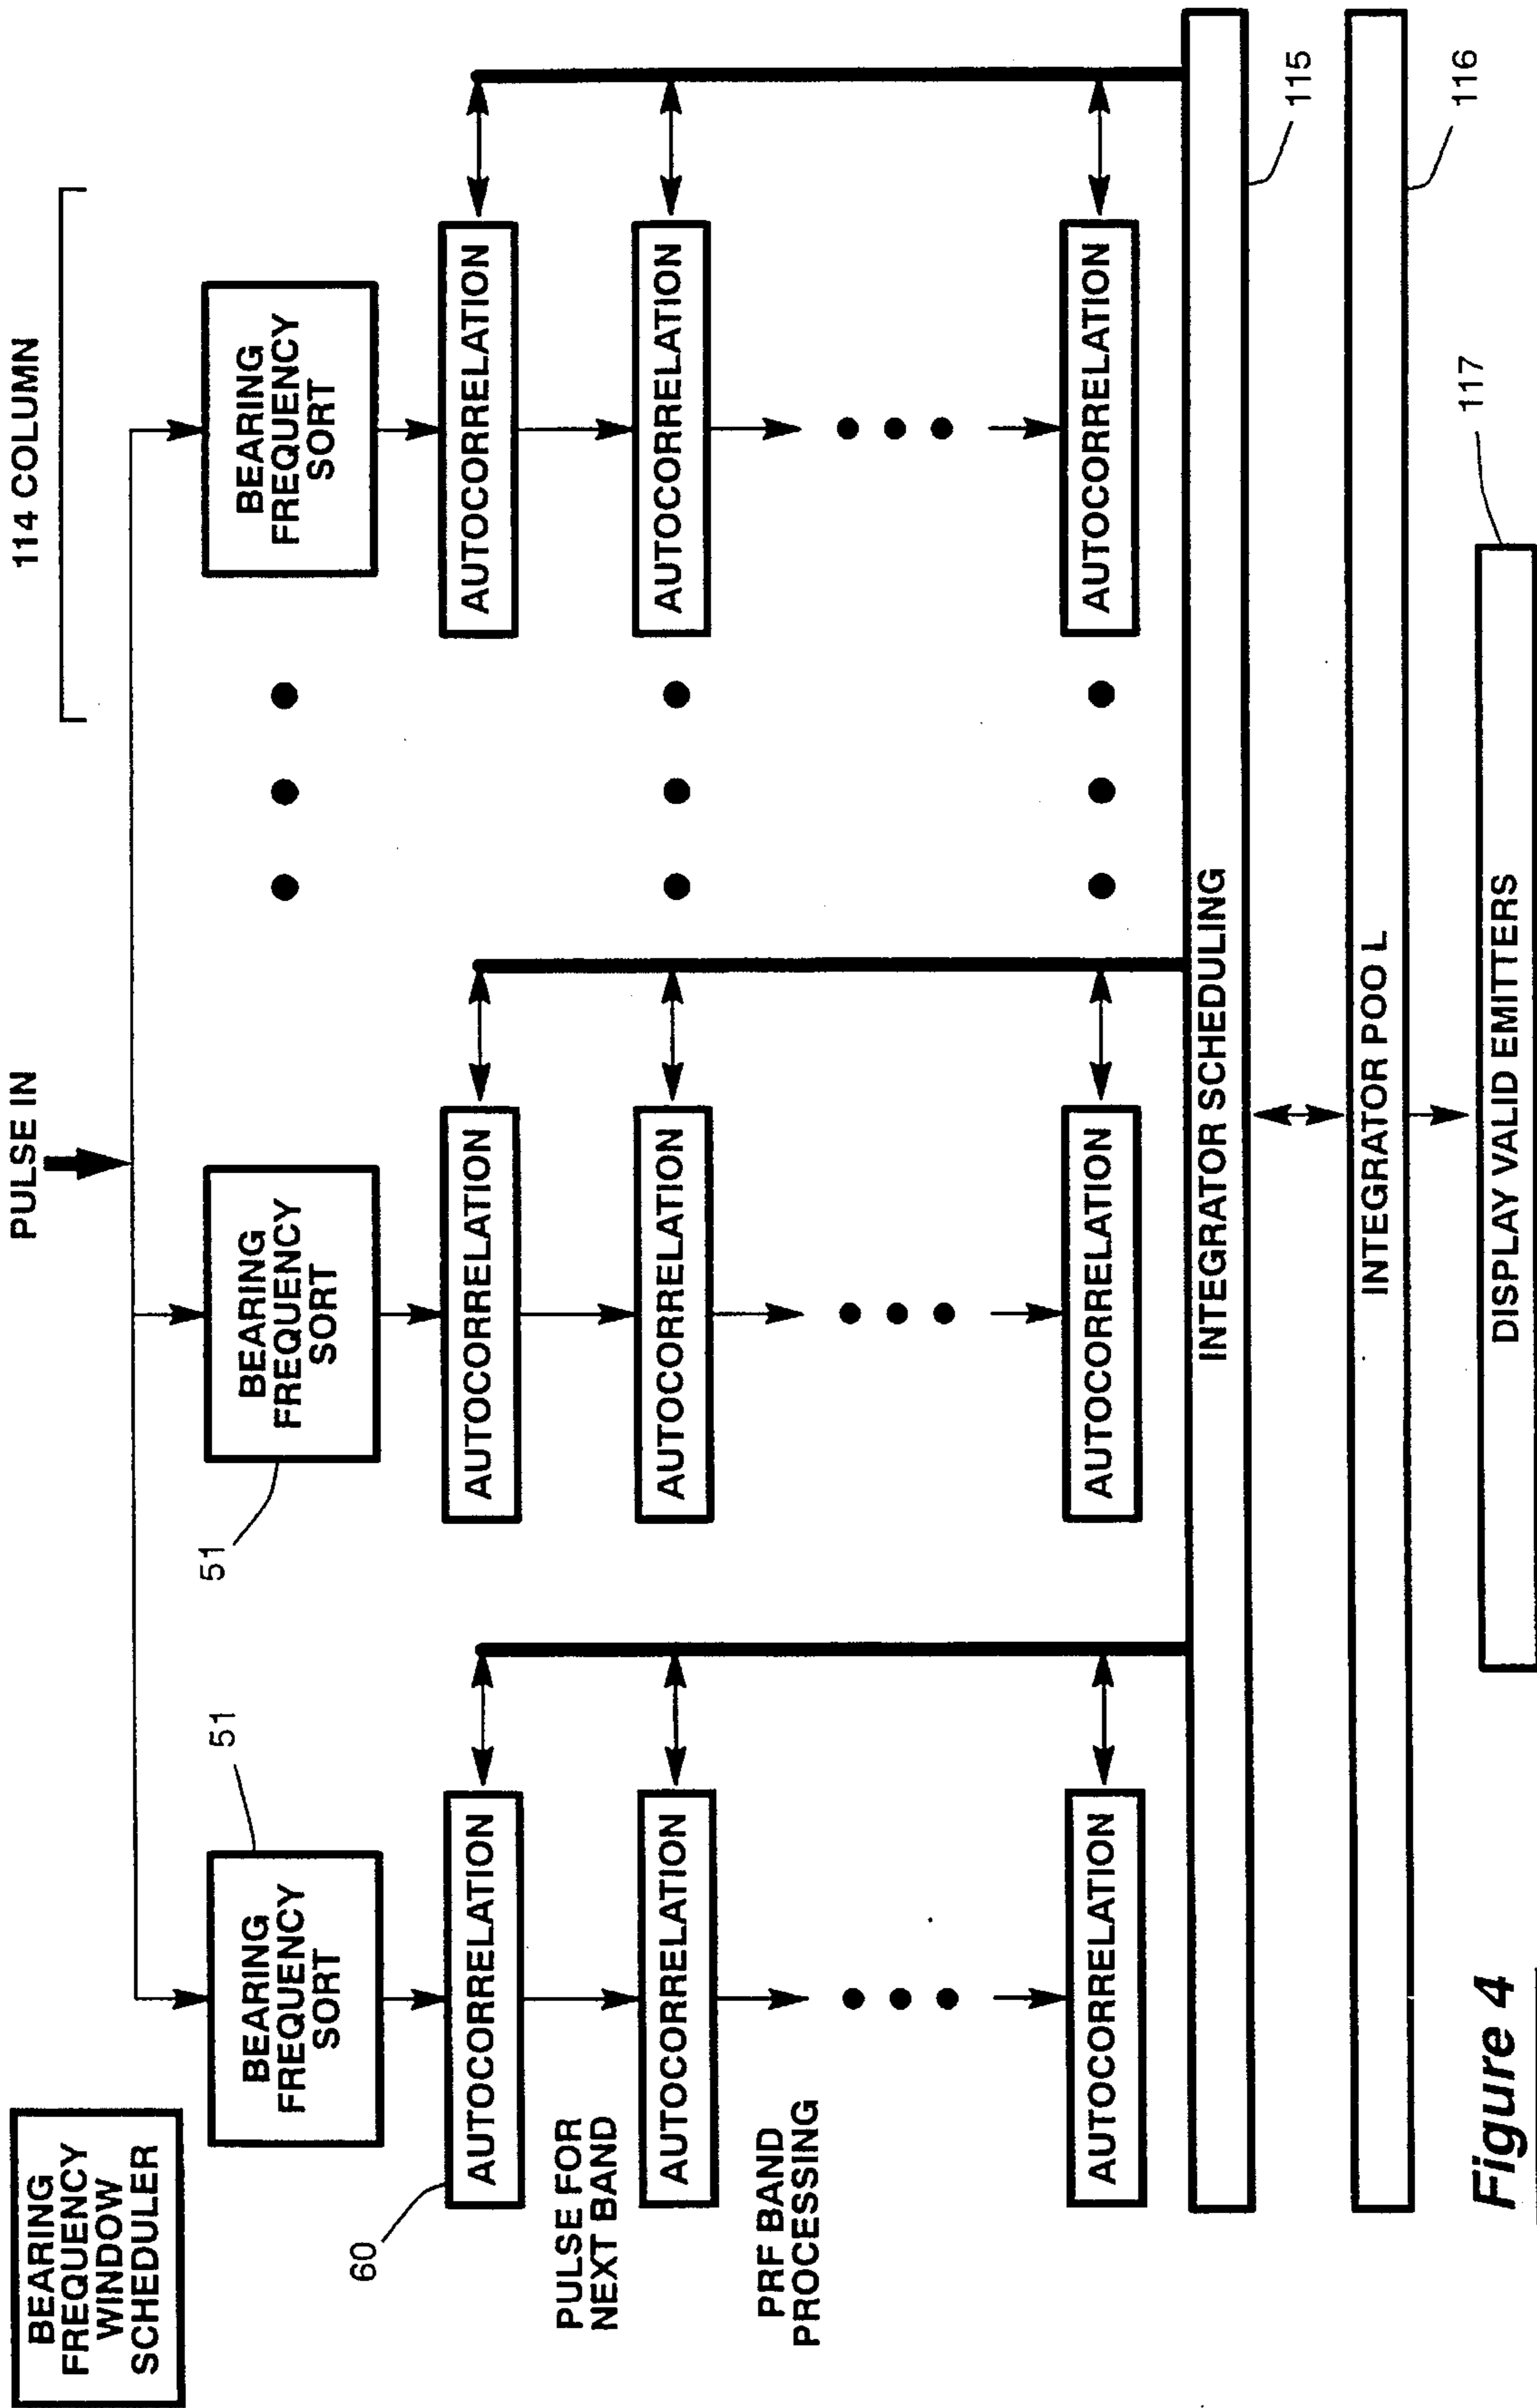 PULSE IN
114 COLUMN
BEARING
FREQUENCY
WINDOW
SCHEDULER
51
51
BEARING
FREQUENCY
SORT
BEARING
FREQUENCY
SORT
BEARING
FREQUENCY
SORT
60
AUTOCORRELATION
AUTOCORRELATION
AUTOCORRELATION
PULSE FOR
NEXT BAND
AUTOCORRELATION
AUTOCORRELATION
AUTOCORRELATION
PRF BAND
PROCESSING
AUTOCORRELATION
AUTOCORRELATION
AUTOCORRELATION
INTEGRATOR SCHEDULING
115
INTEGRATOR POO L
116
DISPLAY VALID EMITTERS
117
Figure 4